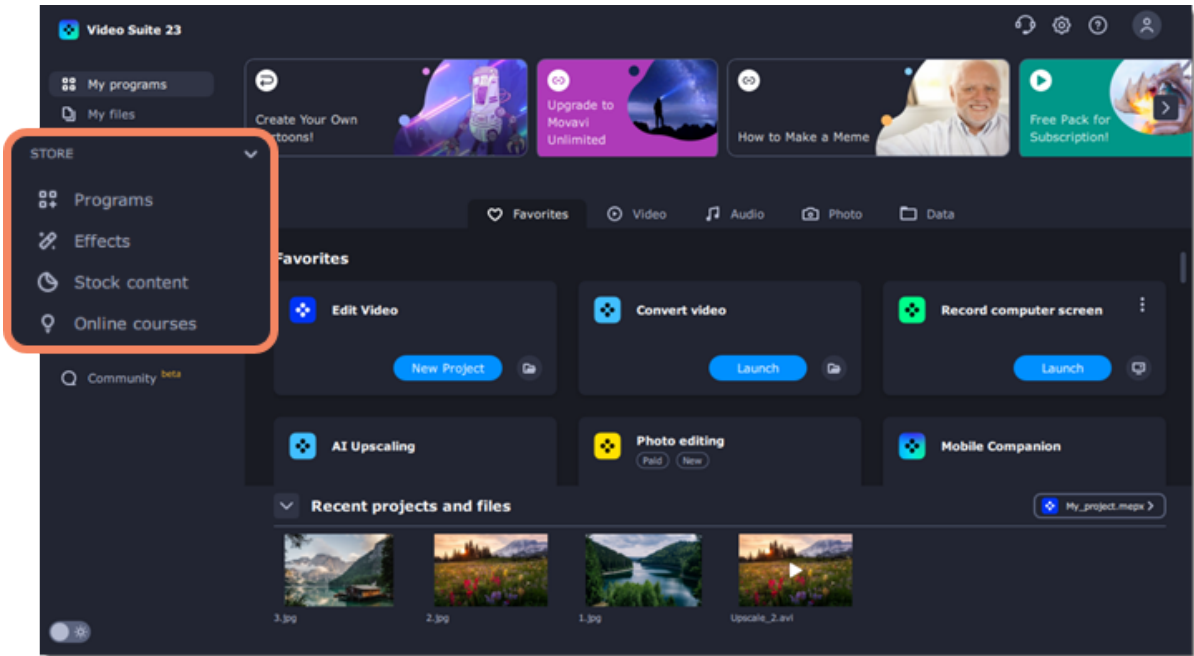 Video Suite 23
My programs
My files
STORE
Programs
Effects
Stock content
Online courses
Community beta
Create Your Own
rtoons!
Upgrade to
Movavi
Unlimited
How to Make a Meme
Free Pack for
Subscription!
Favorites
Video
Audio
Photo
Data
Favorites
Edit Video
New Project
Convert video
Launch
Record computer screen
Launch
AI Upscaling
Photo editing
Paid
New
Mobile Companion
Recent projects and files
My_project.mepx
3.jpg
2.jpg
1.jpg
Upscale_2.avi